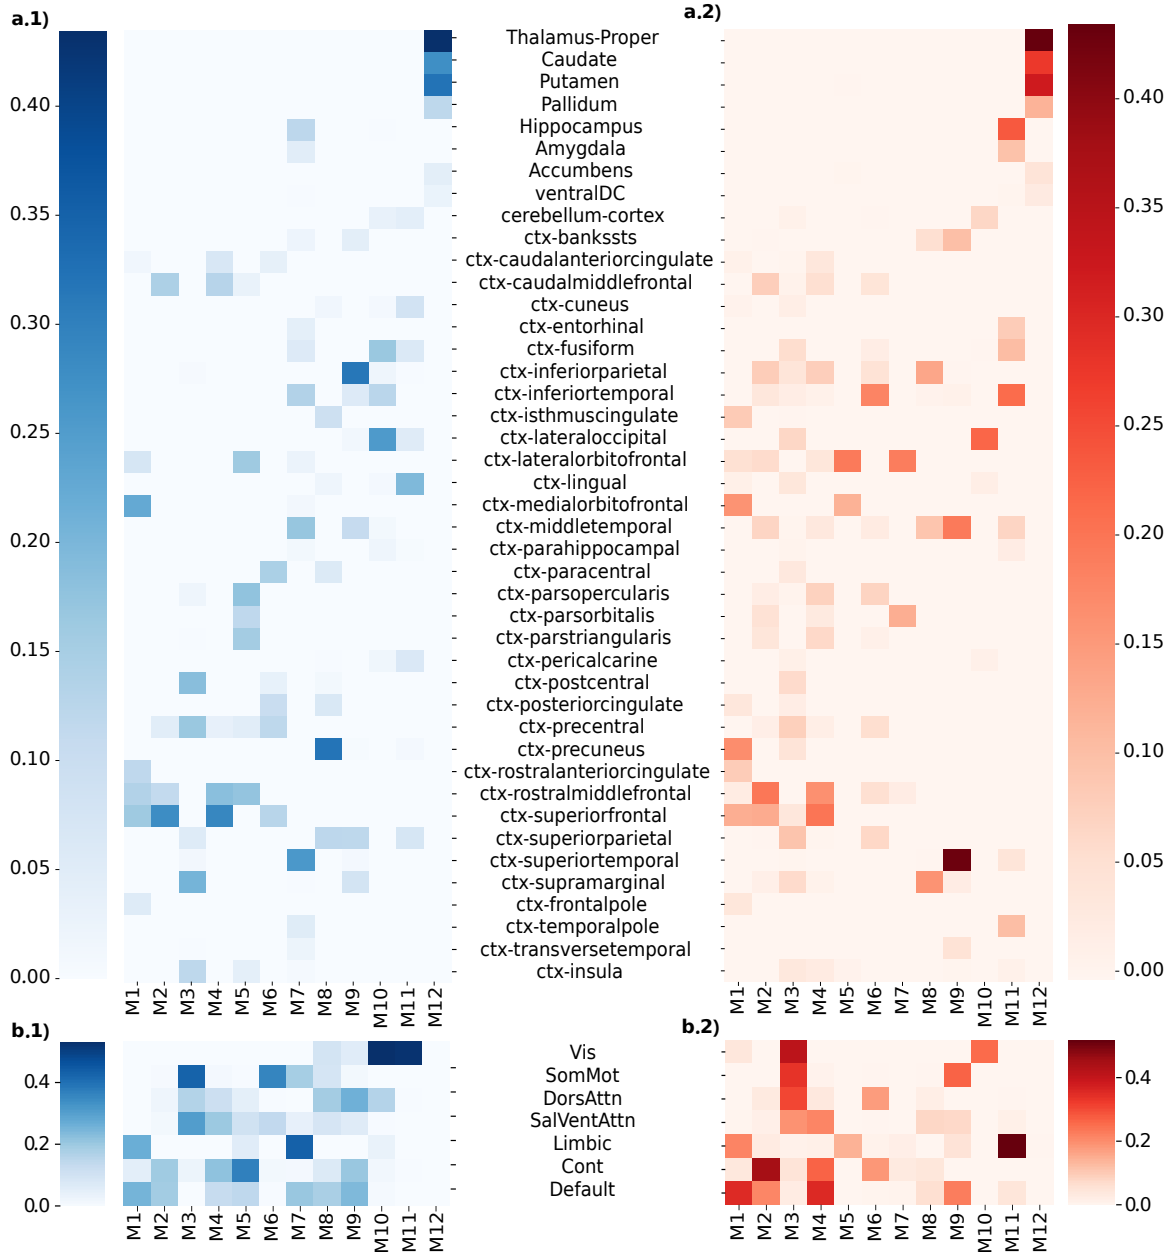 a.1)
a.2)
0.40
0.35
0.30
0.25
0.20
0.15
0.10
0.05
0.00
Thalamus-Proper
Caudate
Putamen
Pallidum
Hippocampus
Amygdala
Accumbens
ventralDC
cerebellum-cortex
ctx-bankssts
ctx-caudalanteriorcingulate
ctx-caudalmiddlefrontal
ctx-cuneus
ctx-entorhinal
ctx-fusiform
ctx-inferiorparietal
ctx-inferiortemporal
ctx-isthmuscingulate
ctx-lateraloccipital
ctx-lateralorbitofrontal
ctx-lingual
ctx-medialorbitofrontal
ctx-middletemporal
ctx-parahippocampal
ctx-paracentral
ctx-parsopercularis
ctx-parsorbitalis
ctx-parstriangularis
ctx-pericalcarine
ctx-postcentral
ctx-posteriorcingulate
ctx-precentral
ctx-precuneus
ctx-rostralanteriorcingulate
ctx-rostralmiddlefrontal
ctx-superiorfrontal
ctx-superiorparietal
ctx-superiortemporal
ctx-supramarginal
ctx-frontalpole
ctx-temporalpole
ctx-transversetemporal
ctx-insula
0.40
0.35
0.30
0.25
0.20
0.15
0.10
0.05
0.00
M1 M2 M3 M4 M5 M6 M7 M8 M9 M10 M11 M12
M1 M2 M3 M4 M5 M6 M7 M8 M9 M10 M11 M12
b.1)
b.2)
0.4
0.2
0.0
Vis
SomMot
DorsAttn
SalVentAttn
Limbic
Cont
Default
0.4
0.2
0.0
M1 M2 M3 M4 M5 M6 M7 M8 M9 M10 M11 M12
M1 M2 M3 M4 M5 M6 M7 M8 M9 M10 M11 M12